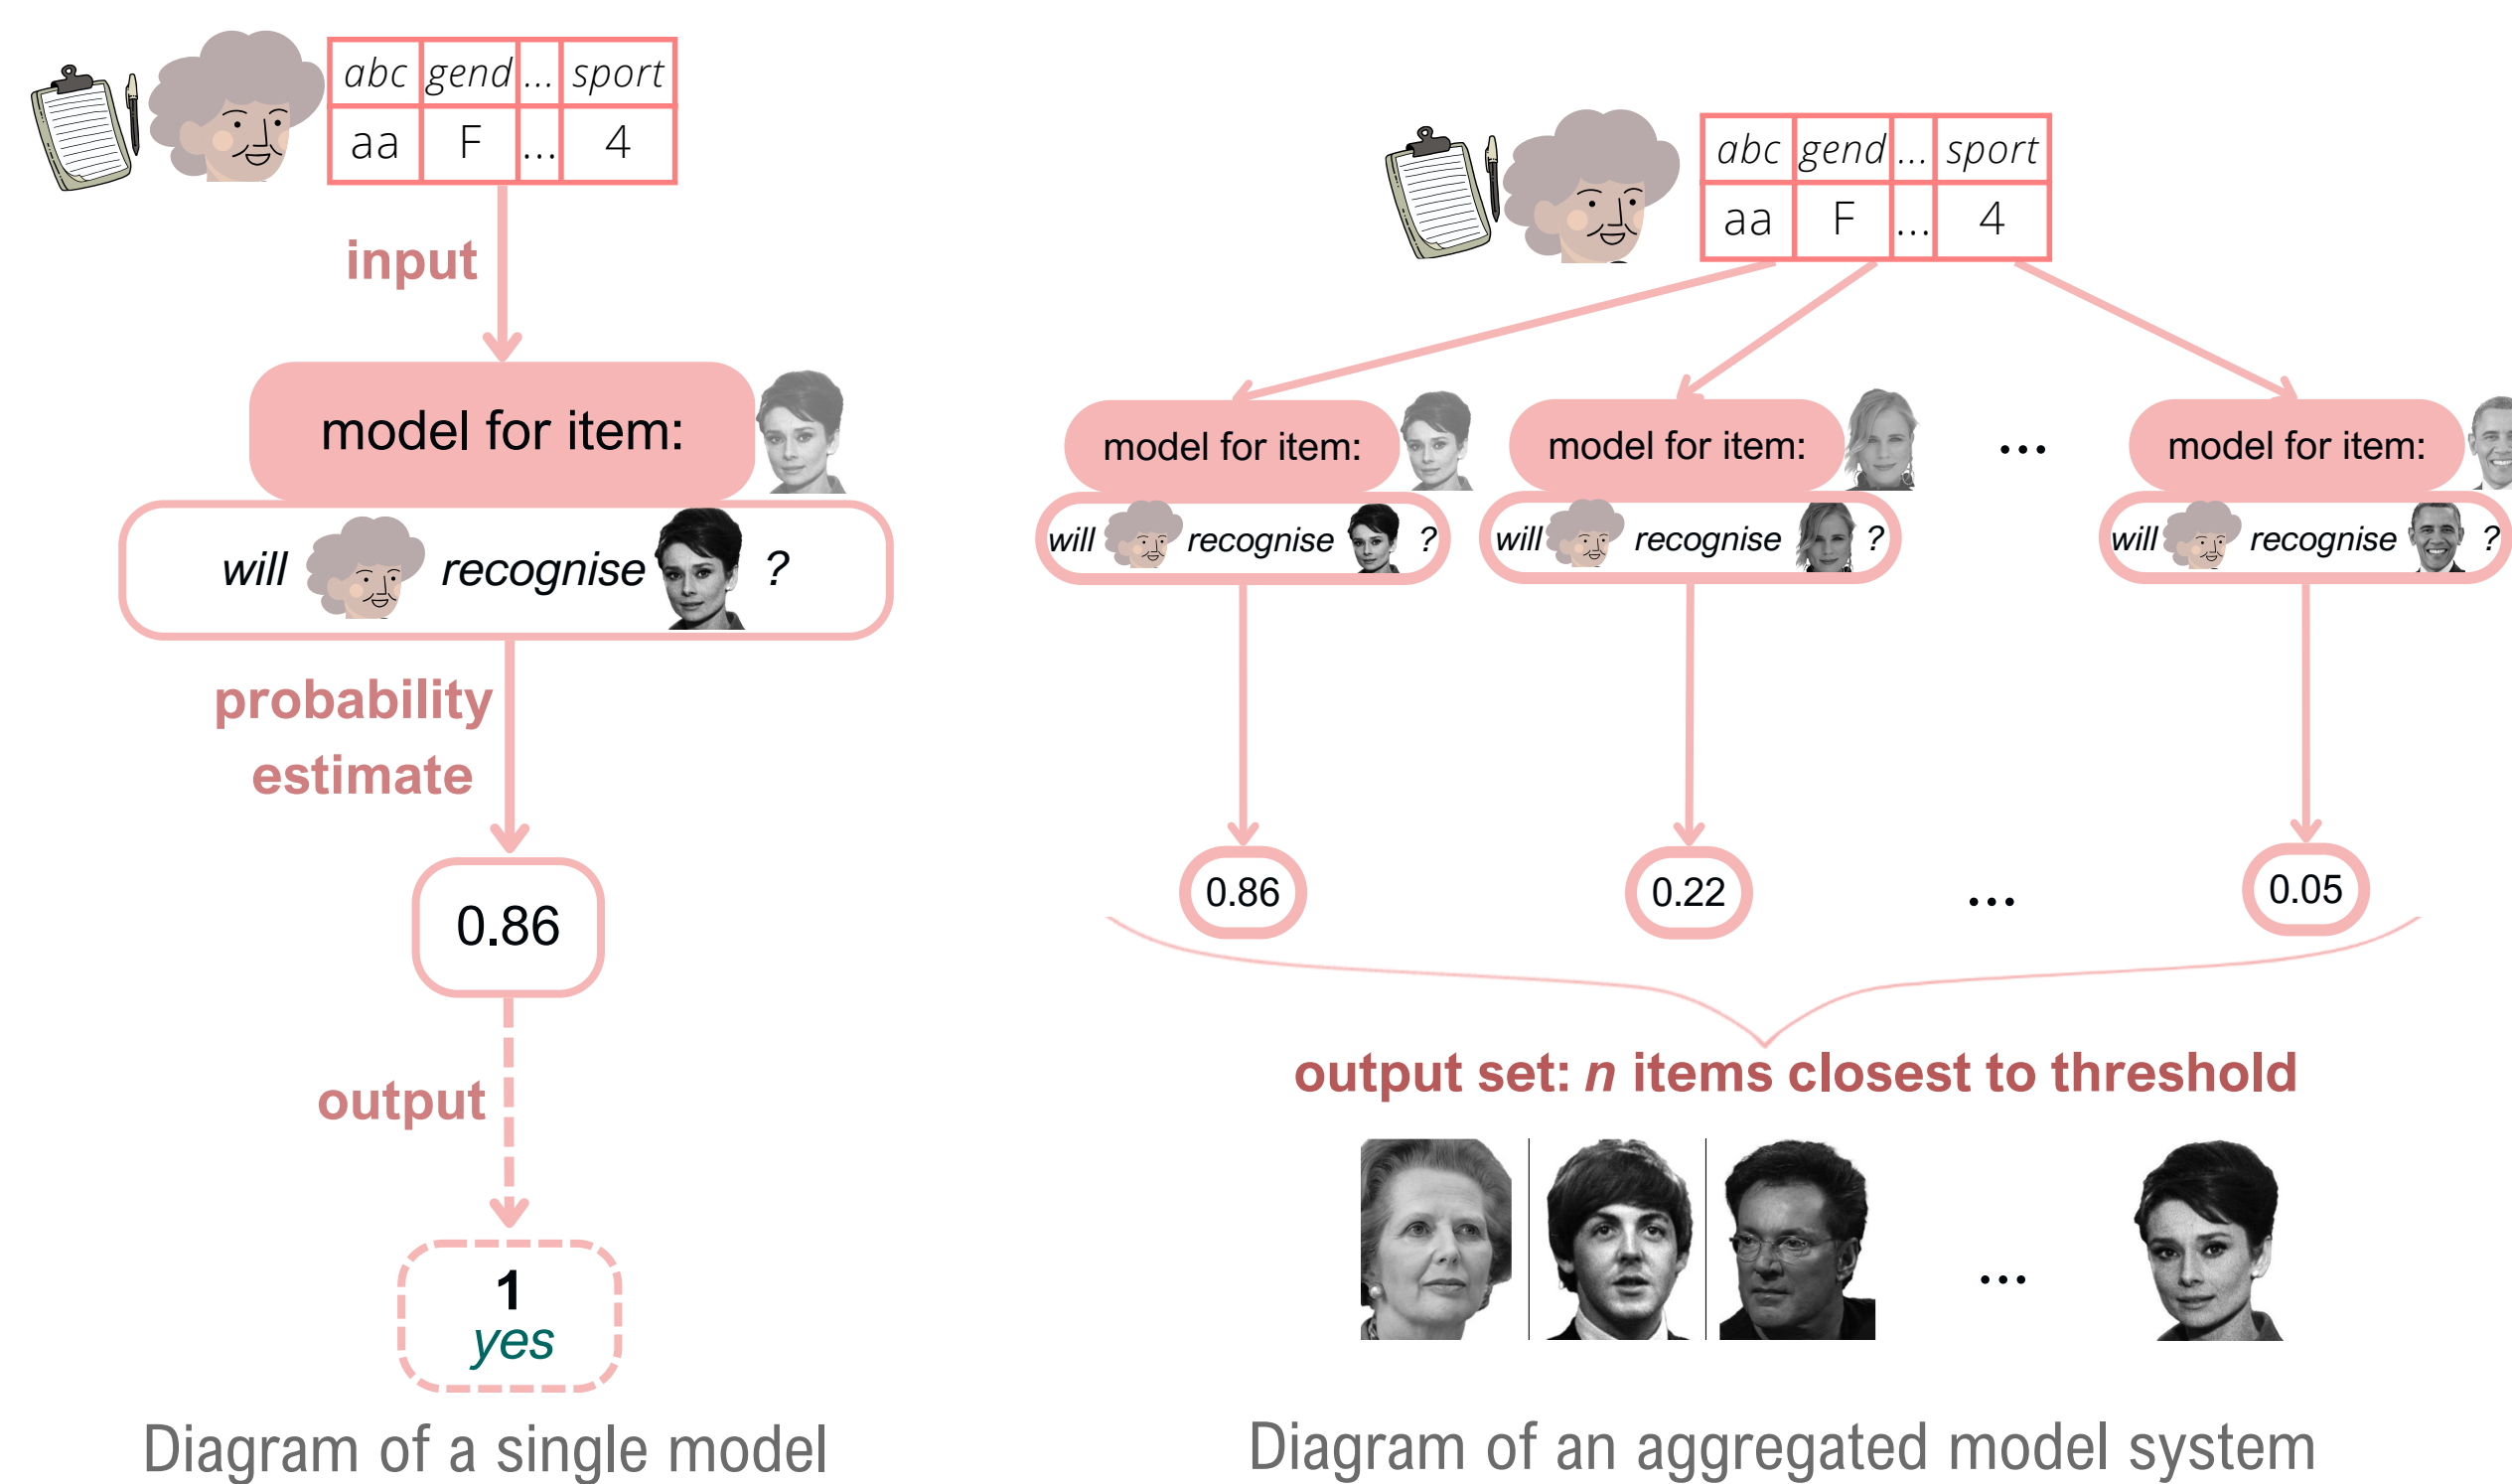 abc gend ... sport
aa F ... 4
input
model for item:
will recognise ?
probability
estimate
0.86
output
1
yes
Diagram of a single model
abc gend ... sport
aa F ... 4
model for item: model for item: ... model for item:
will recognise ? will recognise ? will recognise ?
0.86 0.22 ... 0.05
output set: n items closest to threshold
...
Diagram of an aggregated model system